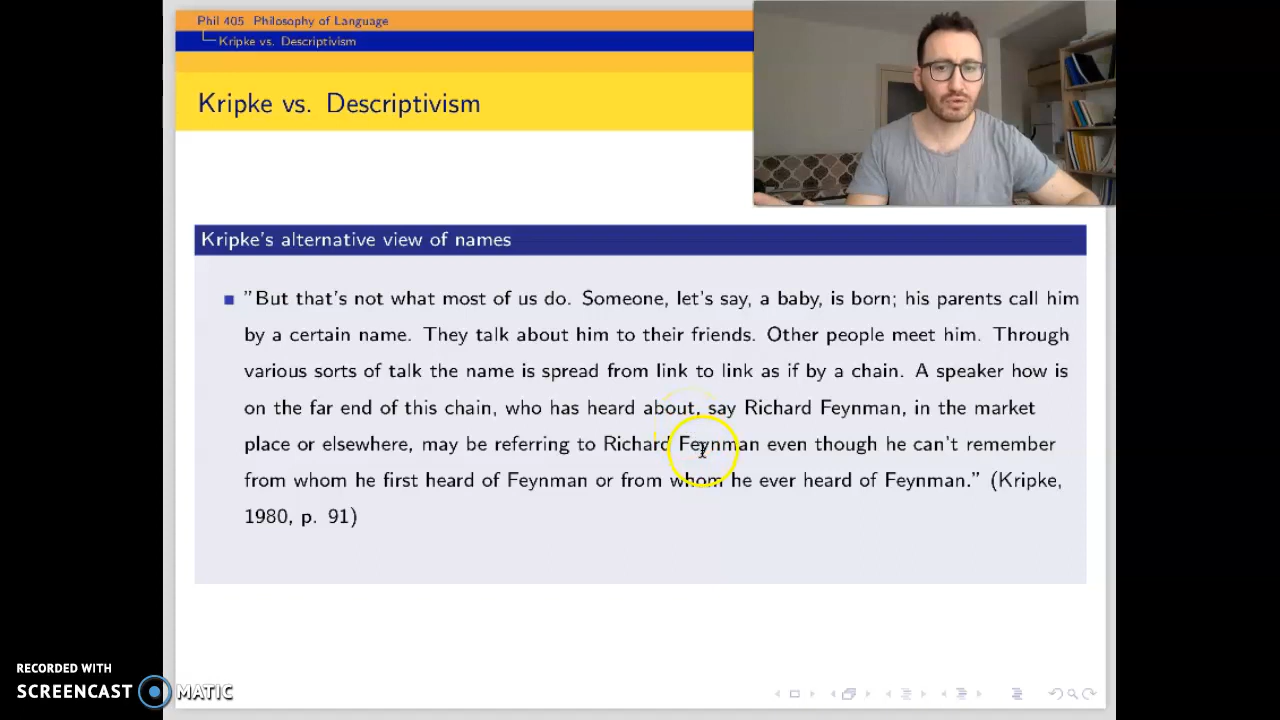 Phil 405 Philosophy of Language
Kripke vs. Descriptivism
Kripke vs. Descriptivism
Kripke's alternative view of names
"But that's not what most of us do. Someone, let's say, a baby, is born; his parents call him
by a certain name. They talk about him to their friends. Other people meet him. Through
various sorts of talk the name is spread from link to link as if by a chain. A speaker how is
on the far end of this chain, who has heard about, say Richard Feynman, in the market
place or elsewhere, may be referring to Richard Feynman even though he can't remember
from whom he first heard of Feynman or from whom he ever heard of Feynman." (Kripke,
1980, p. 91)
RECORDED WITH
SCREENCAST MATIC